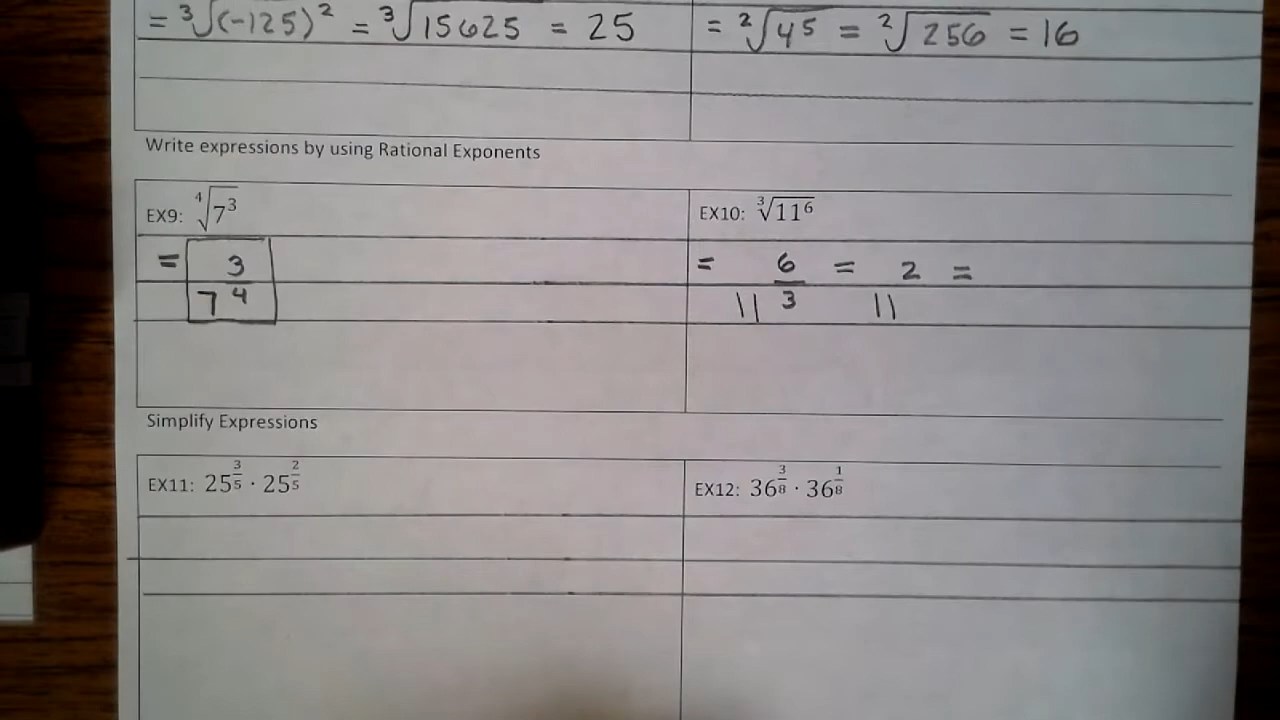 = ∛(-125)² = ∛15625 = 25
= ²√45 = ²√256 = 16
Write expressions by using Rational Exponents
EX9: ⁴√7³
= 7^(3/4)
EX10: ³√11⁶
= 11^(6/3) = 11² =
Simplify Expressions
EX11: 25^(3/5) · 25^(2/5)
EX12: 36^(3/8) · 36^(1/8)